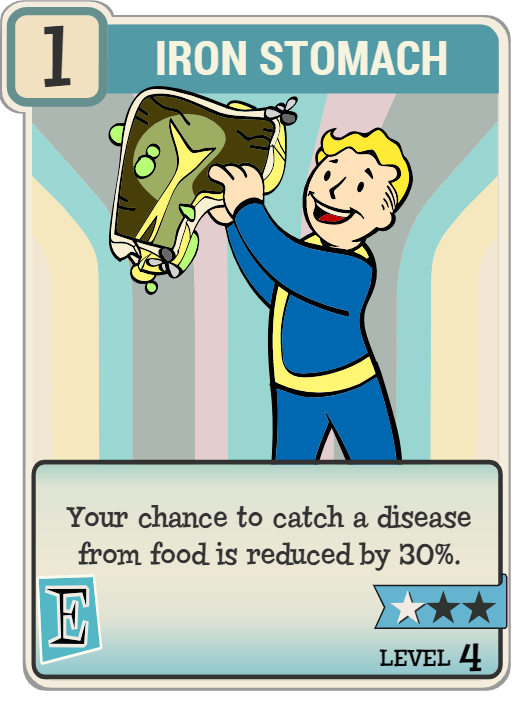 1
IRON STOMACH
Your chance to catch a disease
from food is reduced by 30%.
E
LEVEL 4